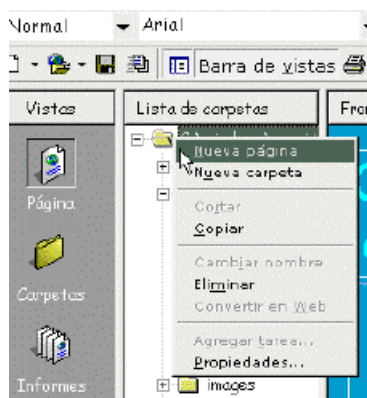 Normal Arial
Barra de vistas
Vistas Lista de carpetas
Página
Carpetas
Informes
Nueva página
Nueva carpeta
Cortar
Copiar
Cambiar nombre
Eliminar
Convertir en Web
Agregar tarea...
Propiedades...
images